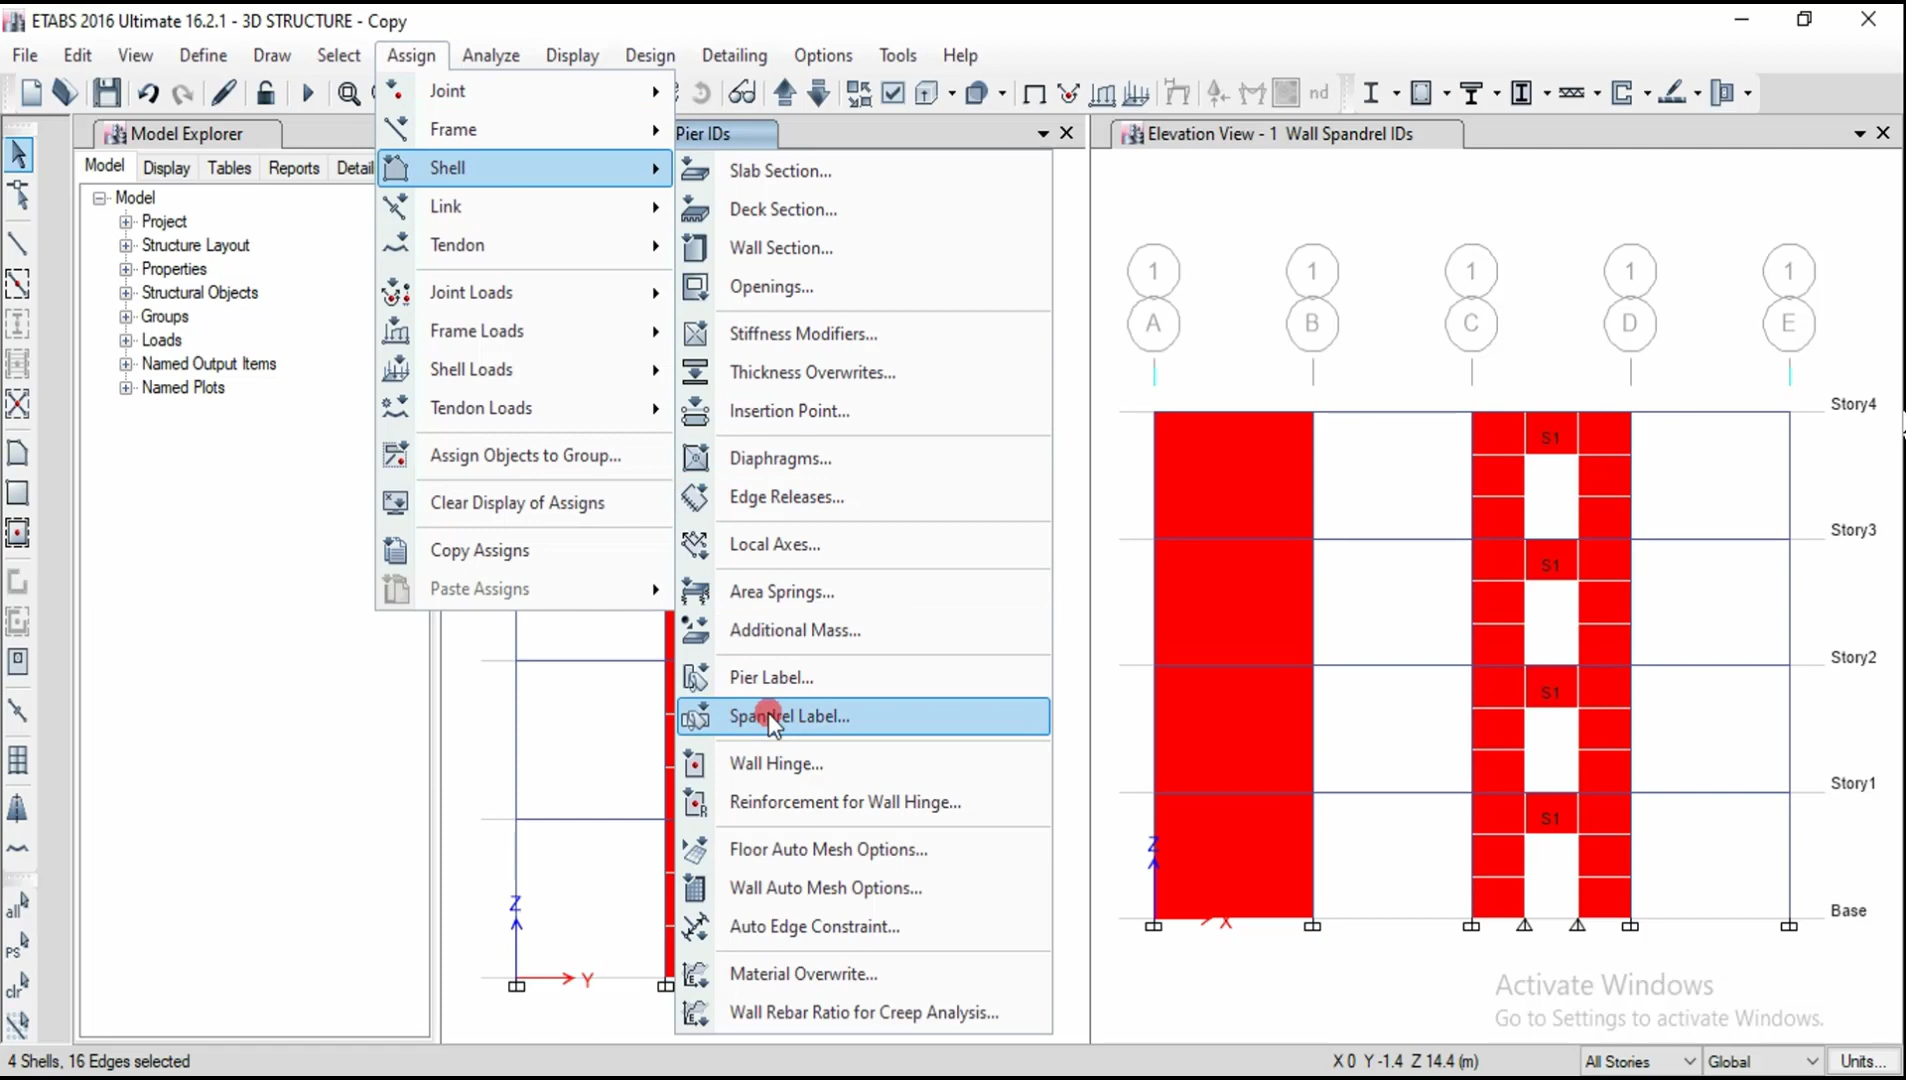 ETABS 2016 Ultimate 16.2.1 - 3D STRUCTURE - Copy
File Edit View Define Draw Select Assign Analyze Display Design Detailing Options Tools Help
nd
Model Explorer
Model Display Tables Reports Detail
Model
Project
Structure Layout
Properties
Structural Objects
Groups
Loads
Named Output Items
Named Plots
Joint
Frame
Shell
Link
Tendon
Joint Loads
Frame Loads
Shell Loads
Tendon Loads
Assign Objects to Group...
Clear Display of Assigns
Copy Assigns
Paste Assigns
Pier IDs
Slab Section...
Deck Section...
Wall Section...
Openings...
Stiffness Modifiers...
Thickness Overwrites...
Insertion Point...
Diaphragms...
Edge Releases...
Local Axes...
Area Springs...
Additional Mass...
Pier Label...
Spandrel Label...
Wall Hinge...
Reinforcement for Wall Hinge...
Floor Auto Mesh Options...
Wall Auto Mesh Options...
Auto Edge Constraint...
Material Overwrite...
Wall Rebar Ratio for Creep Analysis...
Z
Y
Elevation View - 1 Wall Spandrel IDs
1 1 1 1 1
A B C D E
Story4
S1
Story3
S1
Story2
S1
Story1
S1
Z
X
Base
all
PS
clr
Activate Windows
Go to Settings to activate Windows.
4 Shells, 16 Edges selected
X 0 Y -1.4 Z 14.4 (m)
All Stories
Global
Units...